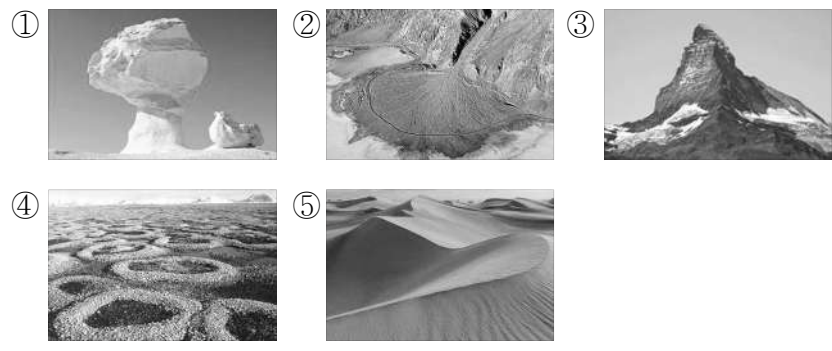 ① ② ③
④ ⑤